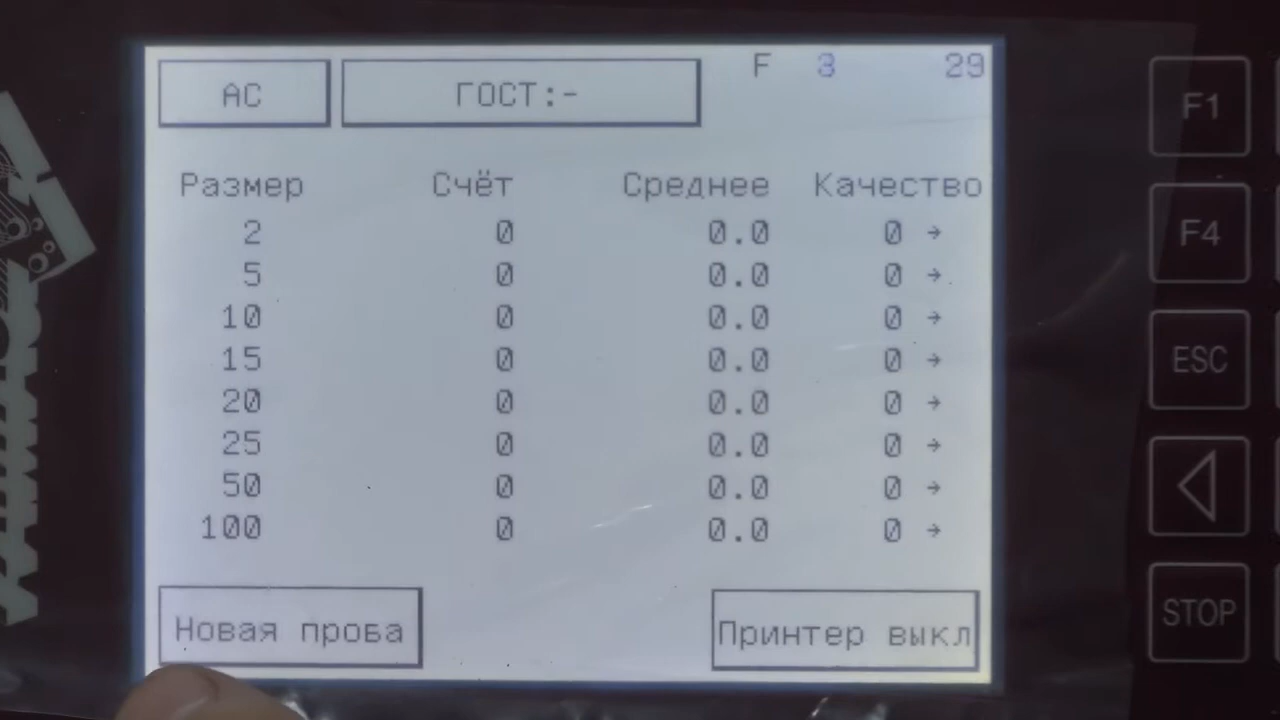 АС ГОСТ:- F 3 29
Размер Счёт Среднее Качество
2 0 0.0 0 →
5 0 0.0 0 →
10 0 0.0 0 →
15 0 0.0 0 →
20 0 0.0 0 →
25 0 0.0 0 →
50 0 0.0 0 →
100 0 0.0 0 →
Новая проба Принтер выкл
F1
F4
ESC
STOP